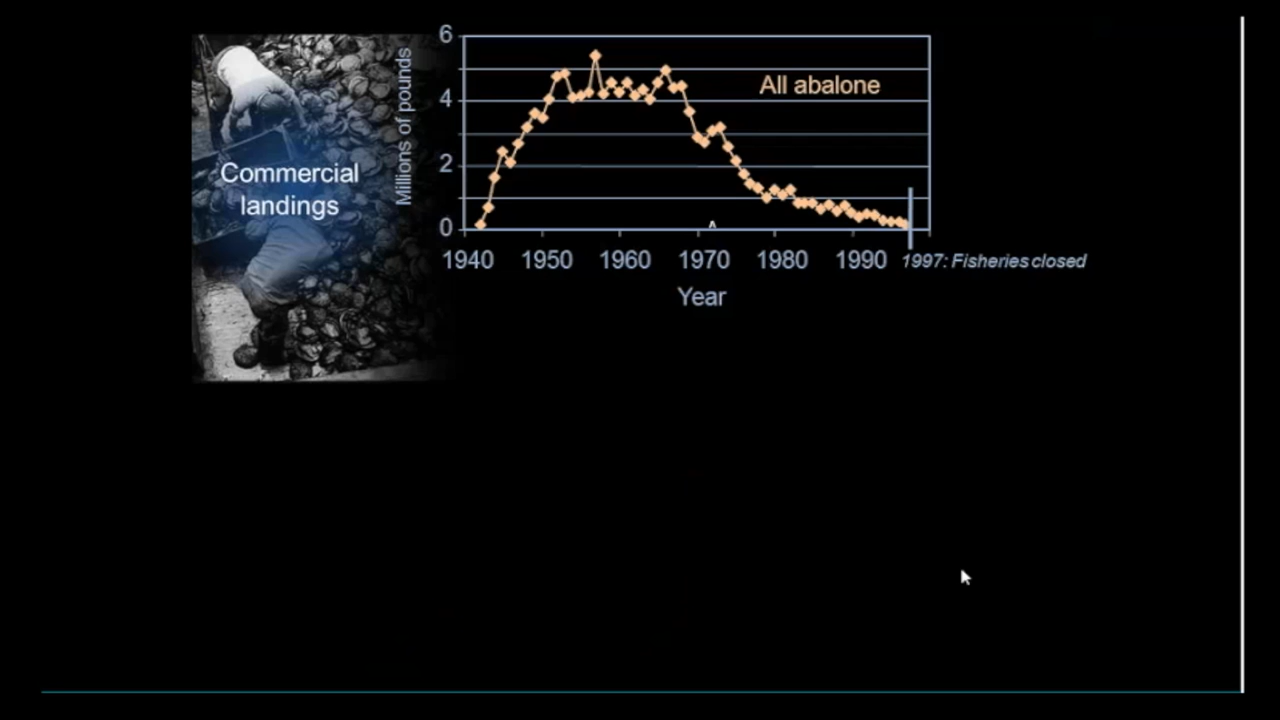 Commercial
landings
Millions of pounds
6
4
2
0
All abalone
^
1940 1950 1960 1970 1980 1990 1997: Fisheries closed
Year